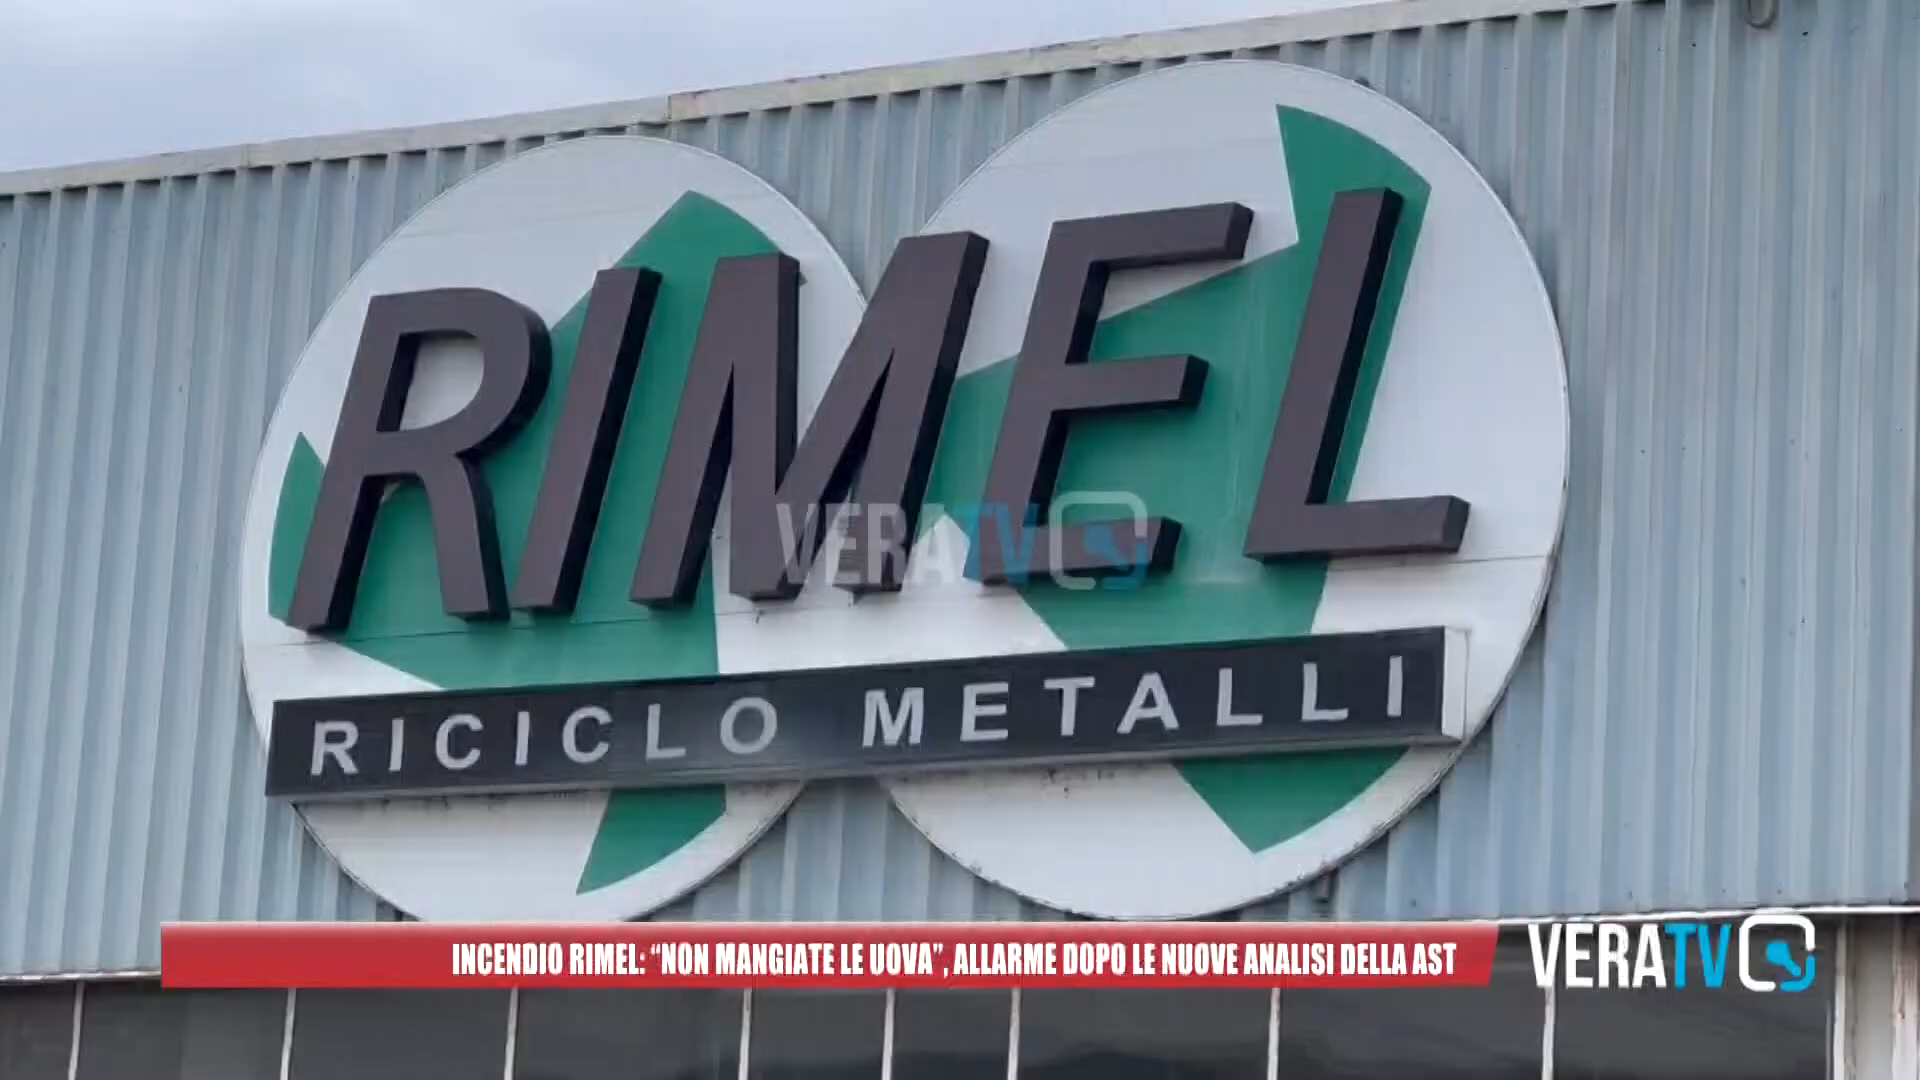 RIMEL
VERATV
RICICLO METALLI
INCENDIO RIMEL: “NON MANGIATE LE UOVA”, ALLARME DOPO LE NUOVE ANALISI DELLA AST
VERATV